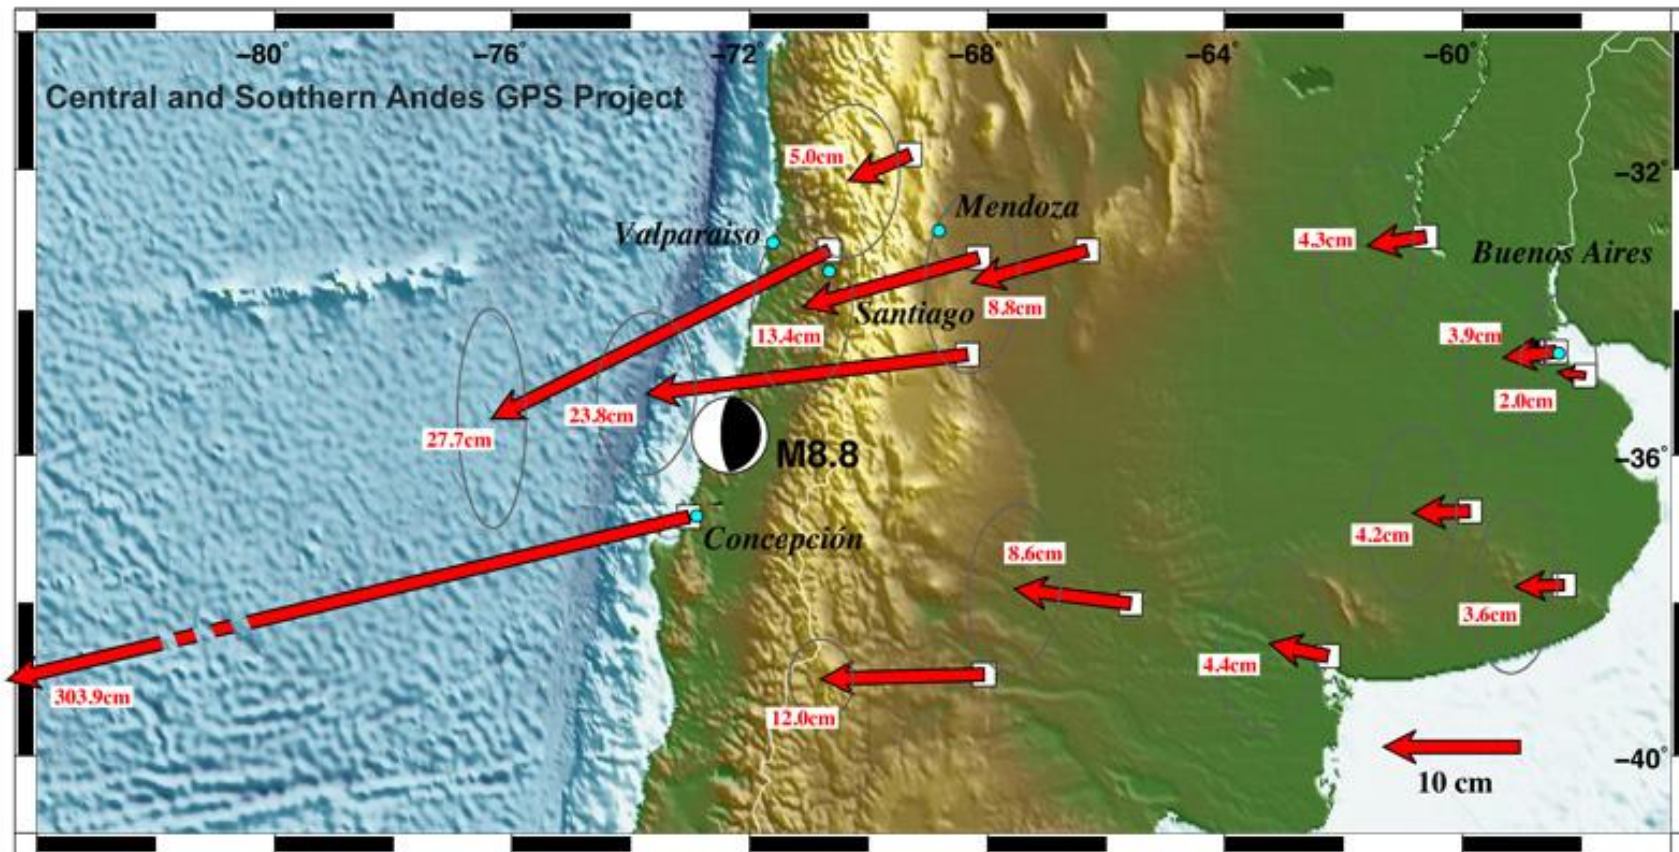 -80°
-76°
-72°
-68°
-64°
-60°
Central and Southern Andes GPS Project
5.0cm
-32°
Mendoza
Valparaiso
4.3cm
Buenos Aires
8.8cm
Santiago
13.4cm
3.9cm
2.0cm
23.8cm
27.7cm
M8.8
-36°
Concepción
4.2cm
8.6cm
3.6cm
4.4cm
303.9cm
12.0cm
-40°
10 cm